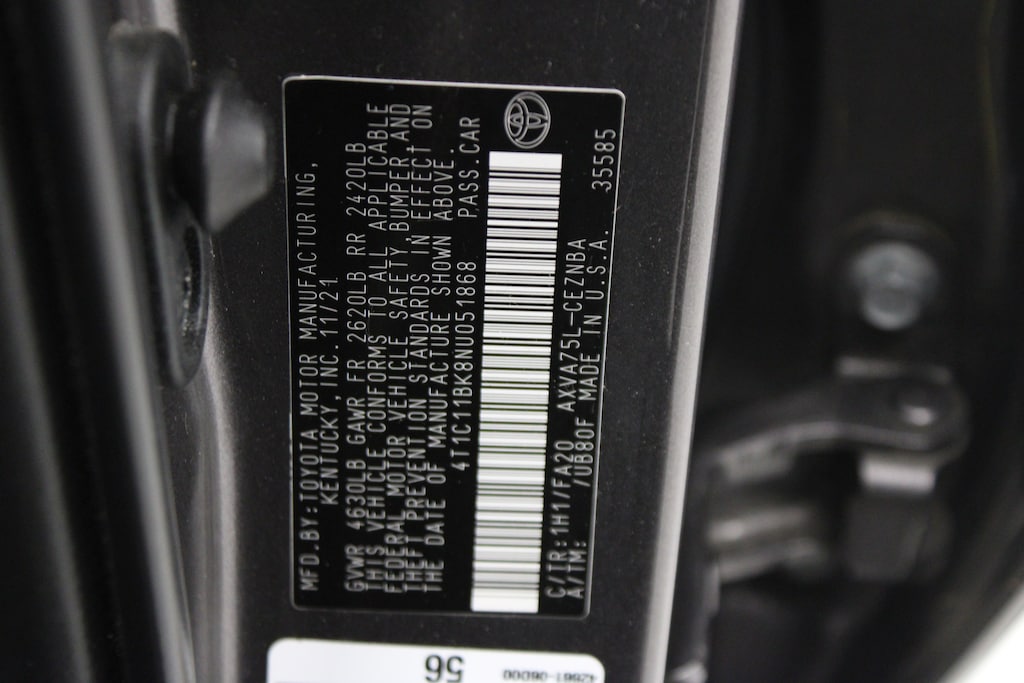 MFD.BY:TOYOTA MOTOR MANUFACTURING,
KENTUCKY, INC. 11/21
GVWR 4630LB GAWR FR 2620LB RR 2420LB
THIS VEHICLE CONFORMS TO ALL APPLICABLE
FEDERAL MOTOR VEHICLE SAFETY, BUMPER, AND
THEFT PREVENTION STANDARDS IN EFFECT ON
THE DATE OF MANUFACTURE SHOWN ABOVE.
4T1C11BK8NU051868 PASS.CAR
C/TR:1H1/FA20 AXVA75L-CEZNBA
A/TM: /UB80F MADE IN U.S.A. 35585
56
42661-06D00